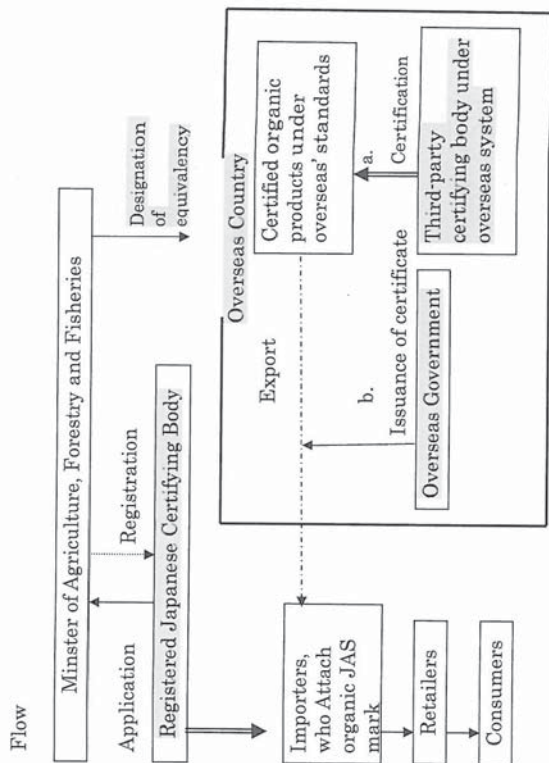 Flow
Minster of Agriculture, Forestry and Fisheries
Application
Registration
Designation
of
equivalency
Registered Japanese Certifying Body
Overseas Country
Importers,
who Attach
organic JAS
mark
Export
Certified organic
products under
overseas' standards
b.
Issuance of certificate
a.
Certification
Retailers
Overseas Government
Third-party
certifying body under
overseas system
Consumers